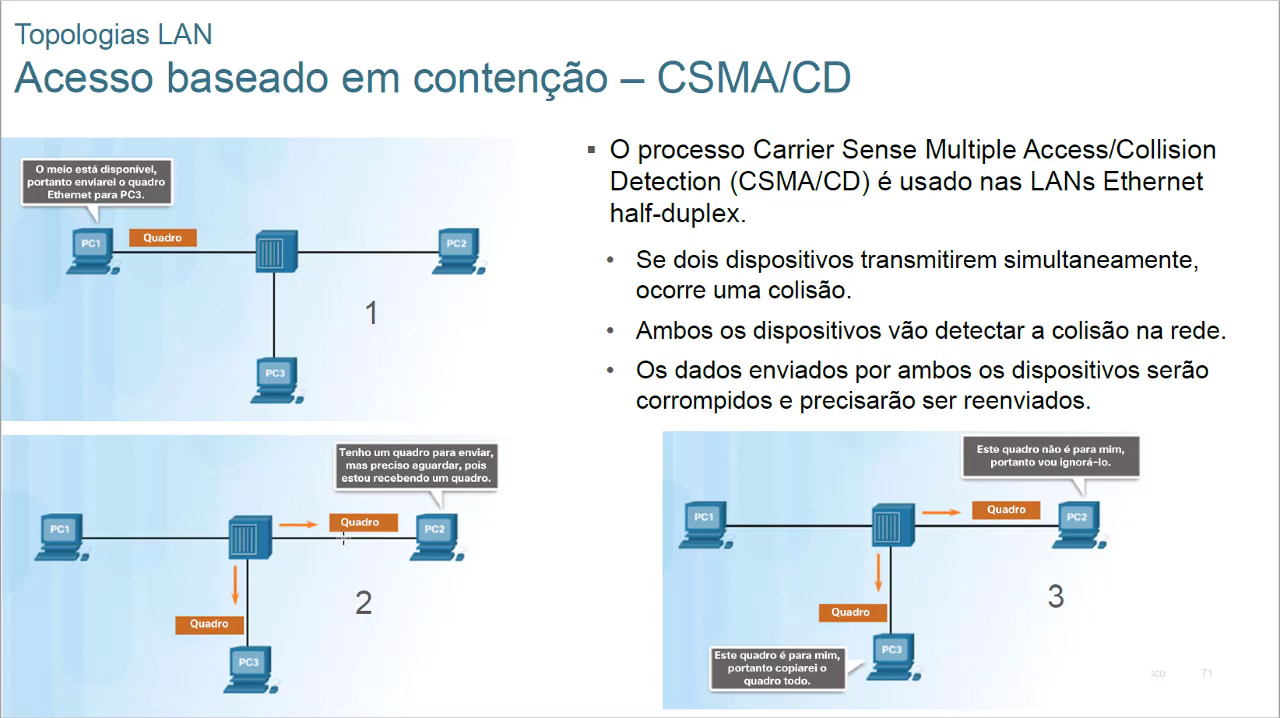 Topologias LAN
Acesso baseado em contenção – CSMA/CD
O meio está disponível,
portanto enviarei o quadro
Ethernet para PC3.
PC1
Quadro
PC2
1
PC3
Tenho um quadro para enviar,
mas preciso aguardar, pois
estou recebendo um quadro.
PC1
Quadro
PC2
2
Quadro
PC3
▪ O processo Carrier Sense Multiple Access/Collision
Detection (CSMA/CD) é usado nas LANs Ethernet
half-duplex.
• Se dois dispositivos transmitirem simultaneamente,
ocorre uma colisão.
• Ambos os dispositivos vão detectar a colisão na rede.
• Os dados enviados por ambos os dispositivos serão
corrompidos e precisarão ser reenviados.
Este quadro não é para mim,
portanto vou ignorá-lo.
PC1
Quadro
PC2
3
Quadro
PC3
Este quadro é para mim,
portanto copiarei o
quadro todo.
71